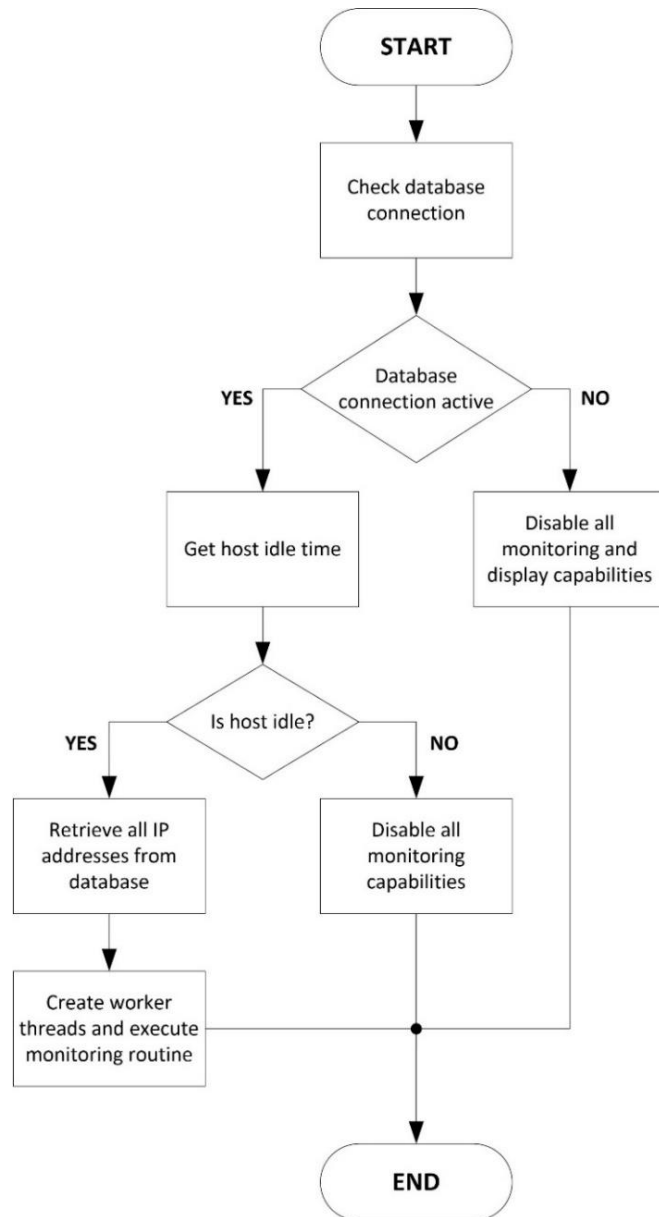 START
Check database
connection
Database
connection active
YES
NO
Get host idle time
Disable all
monitoring and
display capabilities
Is host idle?
YES
NO
Retrieve all IP
addresses from
database
Disable all
monitoring
capabilities
Create worker
threads and execute
monitoring routine
END